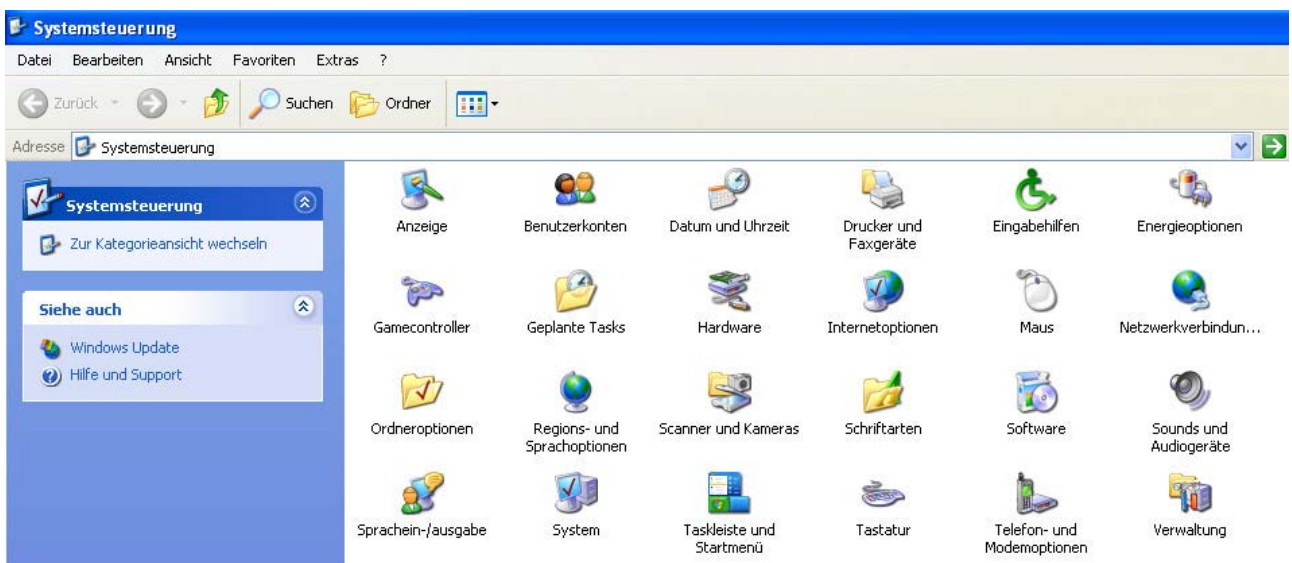 Systemsteuerung
Datei Bearbeiten Ansicht Favoriten Extras ?
Zurück Suchen Ordner
Adresse Systemsteuerung
Systemsteuerung
Zur Kategorieansicht wechseln
Siehe auch
Windows Update
Hilfe und Support
Anzeige
Benutzerkonten
Datum und Uhrzeit
Drucker und
Faxgeräte
Eingabehilfen
Energieoptionen
Gamecontroller
Geplante Tasks
Hardware
Internetoptionen
Maus
Netzwerkverbindun...
Ordneroptionen
Regions- und
Sprachoptionen
Scanner und Kameras
Schriftarten
Software
Sounds und
Audiogeräte
Sprachein-/ausgabe
System
Taskleiste und
Startmenü
Tastatur
Telefon- und
Modemoptionen
Verwaltung